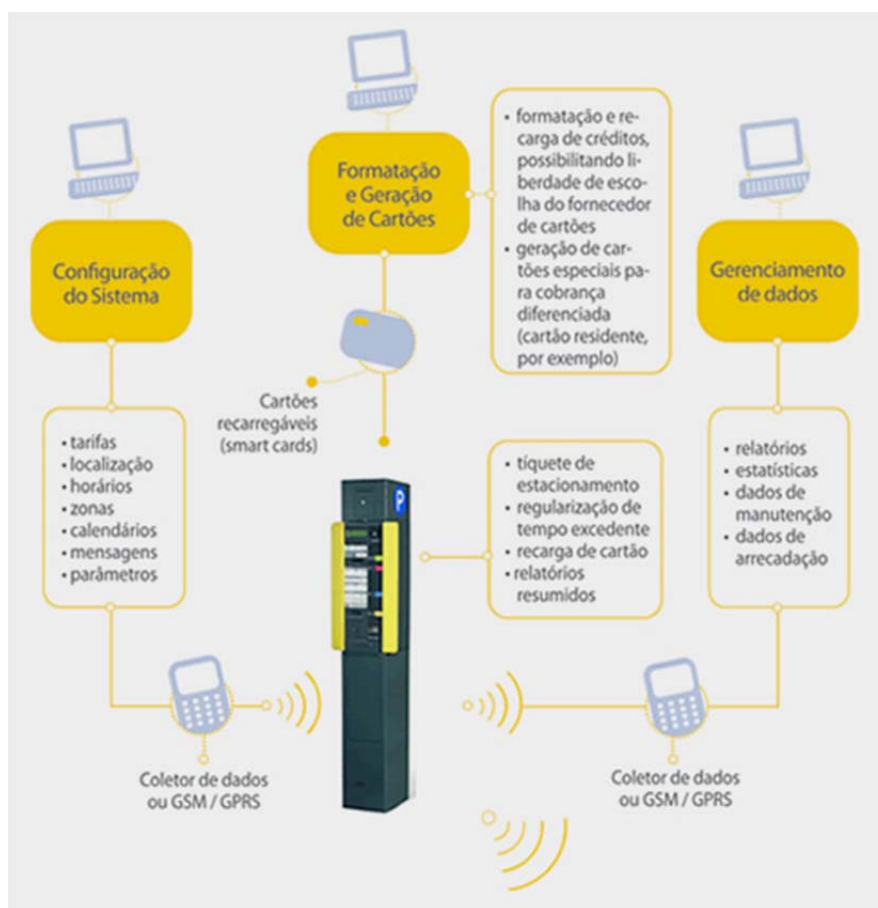 Formatação
e Geração
de Cartões
• formatação e re-
carga de créditos,
possibilitando li-
berdade de esco-
lha do fornecedor
de cartões
• geração de car-
tões especiais pa-
ra cobrança
diferenciada
(cartão residente,
por exemplo)
Configuração
do Sistema
Gerenciamento
de dados
Cartões
recarregáveis
(smart cards)
• tarifas
• localização
• horários
• zonas
• calendários
• mensagens
• parâmetros
P
• tíquete de
estacionamento
• regularização de
tempo excedente
• recarga de cartão
• relatórios
resumidos
• relatórios
• estatísticas
• dados de
manutenção
• dados de
arrecadação
Coletor de dados
ou GSM / GPRS
Coletor de dados
ou GSM / GPRS